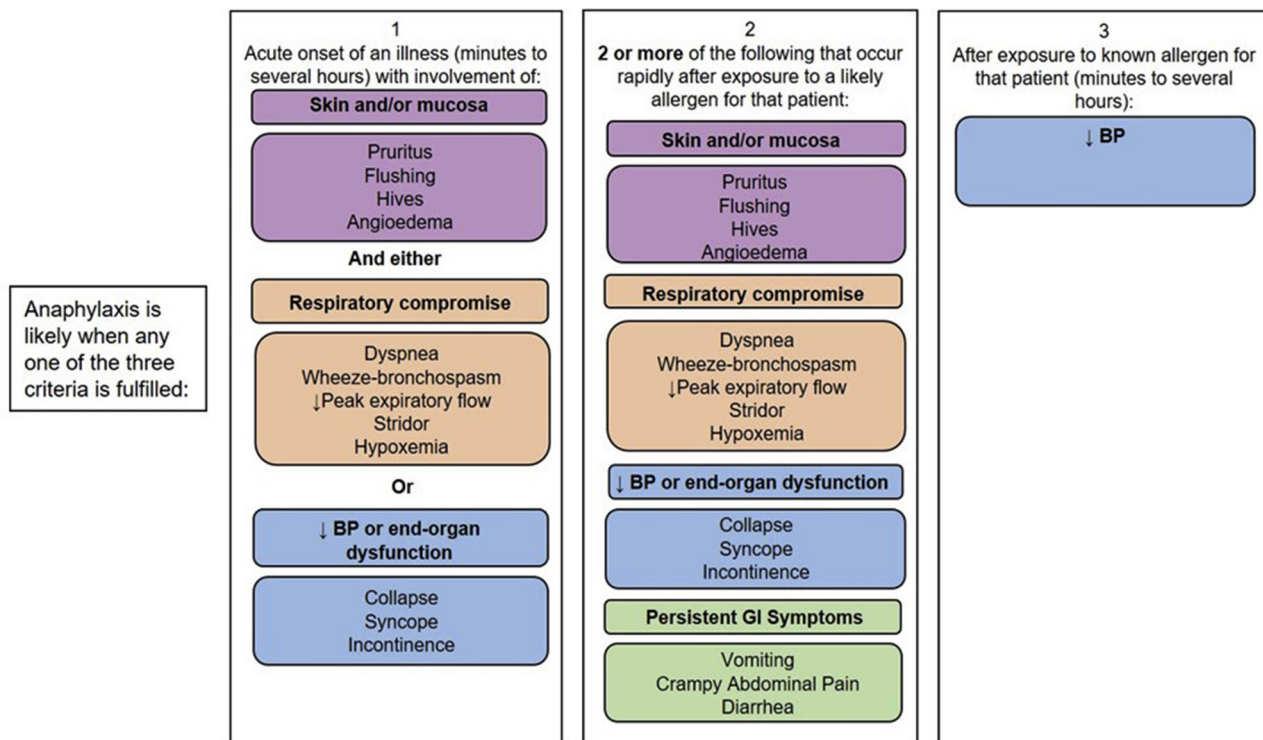 Anaphylaxis is
likely when any
one of the three
criteria is fulfilled:
1
Acute onset of an illness (minutes to
several hours) with involvement of:
Skin and/or mucosa
Pruritus
Flushing
Hives
Angioedema
And either
Respiratory compromise
Dyspnea
Wheeze-bronchospasm
↓Peak expiratory flow
Stridor
Hypoxemia
Or
↓ BP or end-organ
dysfunction
Collapse
Syncope
Incontinence
2
2 or more of the following that occur
rapidly after exposure to a likely
allergen for that patient:
Skin and/or mucosa
Pruritus
Flushing
Hives
Angioedema
Respiratory compromise
Dyspnea
Wheeze-bronchospasm
↓Peak expiratory flow
Stridor
Hypoxemia
↓ BP or end-organ dysfunction
Collapse
Syncope
Incontinence
Persistent GI Symptoms
Vomiting
Crampy Abdominal Pain
Diarrhea
3
After exposure to known allergen for
that patient (minutes to several
hours):
↓ BP